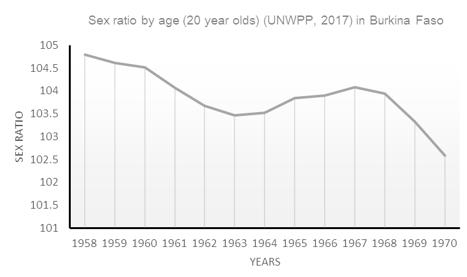 Sex ratio by age (20 year olds) (UNWPP, 2017) in Burkina Faso
105
104.5
104
103.5
103
102.5
102
101.5
101
SEX RATIO
1958 1959 1960 1961 1962 1963 1964 1965 1966 1967 1968 1969 1970
YEARS